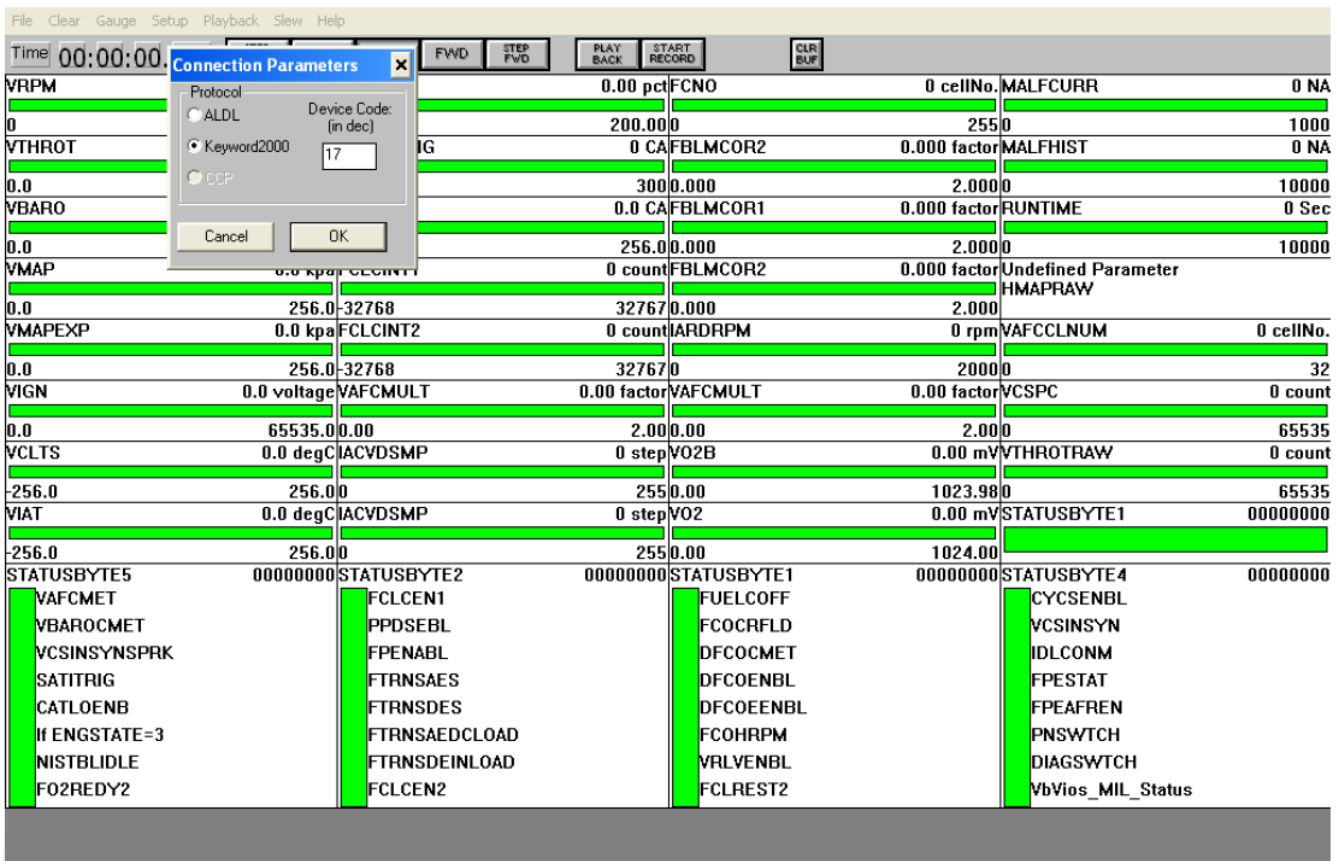 File Clear Gauge Setup Playback Slew Help
Time 00:00:00. FWD STEP FWD PLAY BACK START RECORD CLR BUF
Connection Parameters
Protocol
ALDL
Keyword2000
CCP
Device Code:
(in dec)
17
Cancel OK
VRPM 0.00 pct FCNO 0 cellNo. MALFCURR 0 NA
0 200.00 0 255 0 1000
VTHROT IG 0 CA FBLMCOR2 0.000 factor MALFHIST 0 NA
0.0 300 0.000 2.000 0 10000
VBARO 0.0 CA FBLMCOR1 0.000 factor RUNTIME 0 Sec
0.0 256.0 0.000 2.000 0 10000
VMAP 0.0 kpa FCLCINT1 0 count FBLMCOR2 0.000 factor Undefined Parameter
HMAPRAW
0.0 256.0 -32768 32767 0.000 2.000
VMAPEXP 0.0 kpa FCLCINT2 0 count IARDRPM 0 rpm VAFCCLNUM 0 cellNo.
0.0 256.0 -32768 32767 0 2000 0 32
VIGN 0.0 voltage VAFCMULT 0.00 factor VAFCMULT 0.00 factor VCSPC 0 count
0.0 65535.0 0.00 2.00 0.00 2.00 0 65535
VCLTS 0.0 degC IACVDSMP 0 step VO2B 0.00 mV VTHROTRAW 0 count
-256.0 256.0 0 255 0.00 1023.98 0 65535
VIAT 0.0 degC IACVDSMP 0 step VO2 0.00 mV STATUSBYTE1 00000000
-256.0 256.0 0 255 0.00 1024.00
STATUSBYTE5 00000000 STATUSBYTE2 00000000 STATUSBYTE1 00000000 STATUSBYTE4 00000000
VAFCMET FCLCEN1 FUELCOFF CYCSENBL
VBAROCMET PPDSEBL FCOCRFLD VCSINSYN
VCSINSYNSPRK FPENABL DFCOCMET IDLCONM
SATITRIG FTRNSAES DFCOENBL FPESTAT
CATLOENB FTRNSDES DFCOEENBL FPEAFREN
If ENGSTATE=3 FTRNSAEDCLOAD FCOHRPM PNSWTCH
NISTBLIDLE FTRNSDEINLOAD VRLVENBL DIAGSWTCH
FO2REDY2 FCLCEN2 FCLREST2 VbVios_MIL_Status